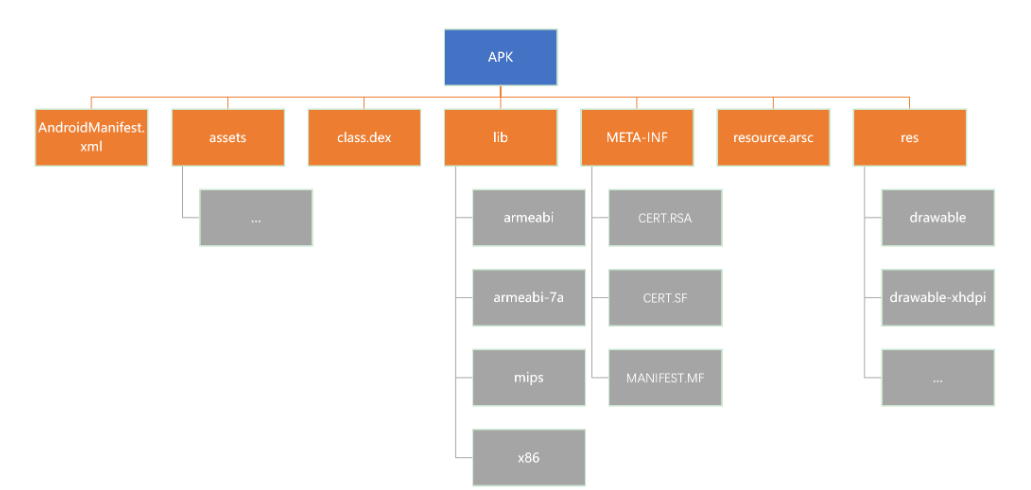 APK
AndroidManifest.
xml
assets
class.dex
lib
META-INF
resource.arsc
res
...
armeabi
CERT.RSA
drawable
armeabi-7a
CERT.SF
drawable-xhdpi
mips
MANIFEST.MF
...
x86